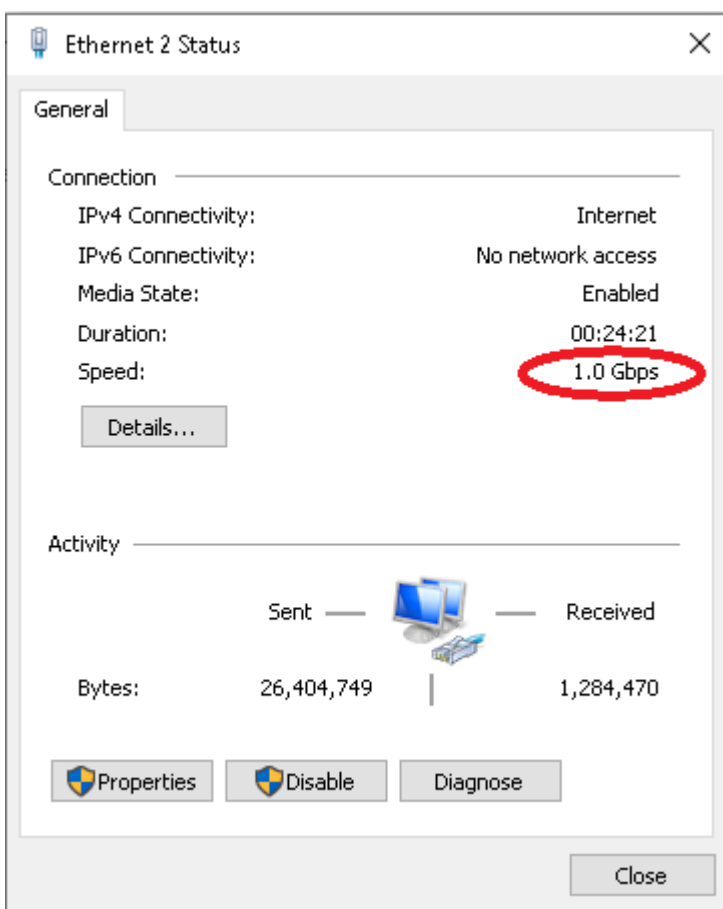 Ethernet 2 Status
General
Connection
IPv4 Connectivity: Internet
IPv6 Connectivity: No network access
Media State: Enabled
Duration: 00:24:21
Speed: 1.0 Gbps
Details...
Activity
Sent Received
Bytes: 26,404,749 1,284,470
Properties Disable Diagnose
Close